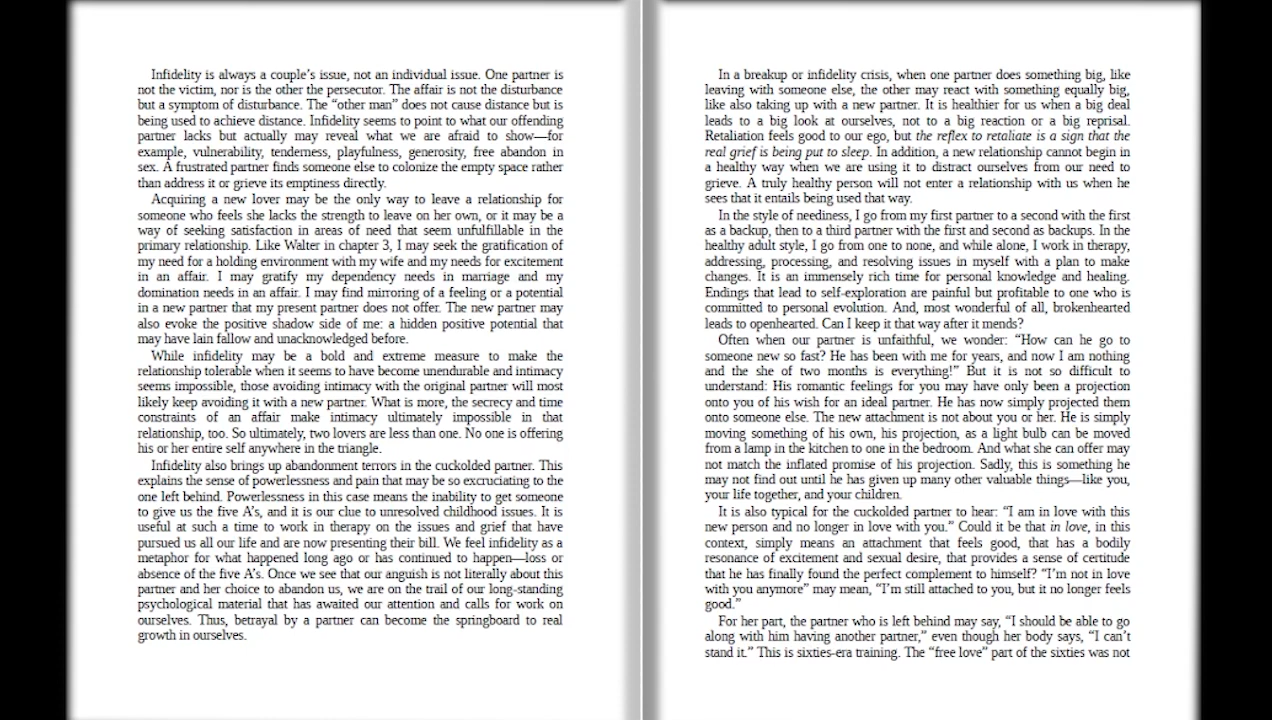 Infidelity is always a couple’s issue, not an individual issue. One partner is
not the victim, nor is the other the persecutor. The affair is not the disturbance
but a symptom of disturbance. The “other man” does not cause distance but is
being used to achieve distance. Infidelity seems to point to what our offending
partner lacks but actually may reveal what we are afraid to show—for
example, vulnerability, tenderness, playfulness, generosity, free abandon in
sex. A frustrated partner finds someone else to colonize the empty space rather
than address it or grieve its emptiness directly.
Acquiring a new lover may be the only way to leave a relationship for
someone who feels she lacks the strength to leave on her own, or it may be a
way of seeking satisfaction in areas of need that seem unfulfillable in the
primary relationship. Like Walter in chapter 3, I may seek the gratification of
my need for a holding environment with my wife and my needs for excitement
in an affair. I may gratify my dependency needs in marriage and my
domination needs in an affair. I may find mirroring of a feeling or a potential
in a new partner that my present partner does not offer. The new partner may
also evoke the positive shadow side of me: a hidden positive potential that
may have lain fallow and unacknowledged before.
While infidelity may be a bold and extreme measure to make the
relationship tolerable when it seems to have become unendurable and intimacy
seems impossible, those avoiding intimacy with the original partner will most
likely keep avoiding it with a new partner. What is more, the secrecy and time
constraints of an affair make intimacy ultimately impossible in that
relationship, too. So ultimately, two lovers are less than one. No one is offering
his or her entire self anywhere in the triangle.
Infidelity also brings up abandonment terrors in the cuckolded partner. This
explains the sense of powerlessness and pain that may be so excruciating to the
one left behind. Powerlessness in this case means the inability to get someone
to give us the five A’s, and it is our clue to unresolved childhood issues. It is
useful at such a time to work in therapy on the issues and grief that have
pursued us all our life and are now presenting their bill. We feel infidelity as a
metaphor for what happened long ago or has continued to happen—loss or
absence of the five A’s. Once we see that our anguish is not literally about this
partner and her choice to abandon us, we are on the trail of our long-standing
psychological material that has awaited our attention and calls for work on
ourselves. Thus, betrayal by a partner can become the springboard to real
growth in ourselves.
In a breakup or infidelity crisis, when one partner does something big, like
leaving with someone else, the other may react with something equally big,
like also taking up with a new partner. It is healthier for us when a big deal
leads to a big look at ourselves, not to a big reaction or a big reprisal.
Retaliation feels good to our ego, but the reflex to retaliate is a sign that the
real grief is being put to sleep. In addition, a new relationship cannot begin in
a healthy way when we are using it to distract ourselves from our need to
grieve. A truly healthy person will not enter a relationship with us when he
sees that it entails being used that way.
In the style of neediness, I go from my first partner to a second with the first
as a backup, then to a third partner with the first and second as backups. In the
healthy adult style, I go from one to none, and while alone, I work in therapy,
addressing, processing, and resolving issues in myself with a plan to make
changes. It is an immensely rich time for personal knowledge and healing.
Endings that lead to self-exploration are painful but profitable to one who is
committed to personal evolution. And, most wonderful of all, brokenhearted
leads to openhearted. Can I keep it that way after it mends?
Often when our partner is unfaithful, we wonder: “How can he go to
someone new so fast? He has been with me for years, and now I am nothing
and the she of two months is everything!” But it is not so difficult to
understand: His romantic feelings for you may have only been a projection
onto you of his wish for an ideal partner. He has now simply projected them
onto someone else. The new attachment is not about you or her. He is simply
moving something of his own, his projection, as a light bulb can be moved
from a lamp in the kitchen to one in the bedroom. And what she can offer may
not match the inflated promise of his projection. Sadly, this is something he
may not find out until he has given up many other valuable things—like you,
your life together, and your children.
It is also typical for the cuckolded partner to hear: “I am in love with this
new person and no longer in love with you.” Could it be that in love, in this
context, simply means an attachment that feels good, that has a bodily
resonance of excitement and sexual desire, that provides a sense of certitude
that he has finally found the perfect complement to himself? “I’m not in love
with you anymore” may mean, “I’m still attached to you, but it no longer feels
good.”
For her part, the partner who is left behind may say, “I should be able to go
along with him having another partner,” even though her body says, “I can’t
stand it.” This is sixties-era training. The “free love” part of the sixties was not